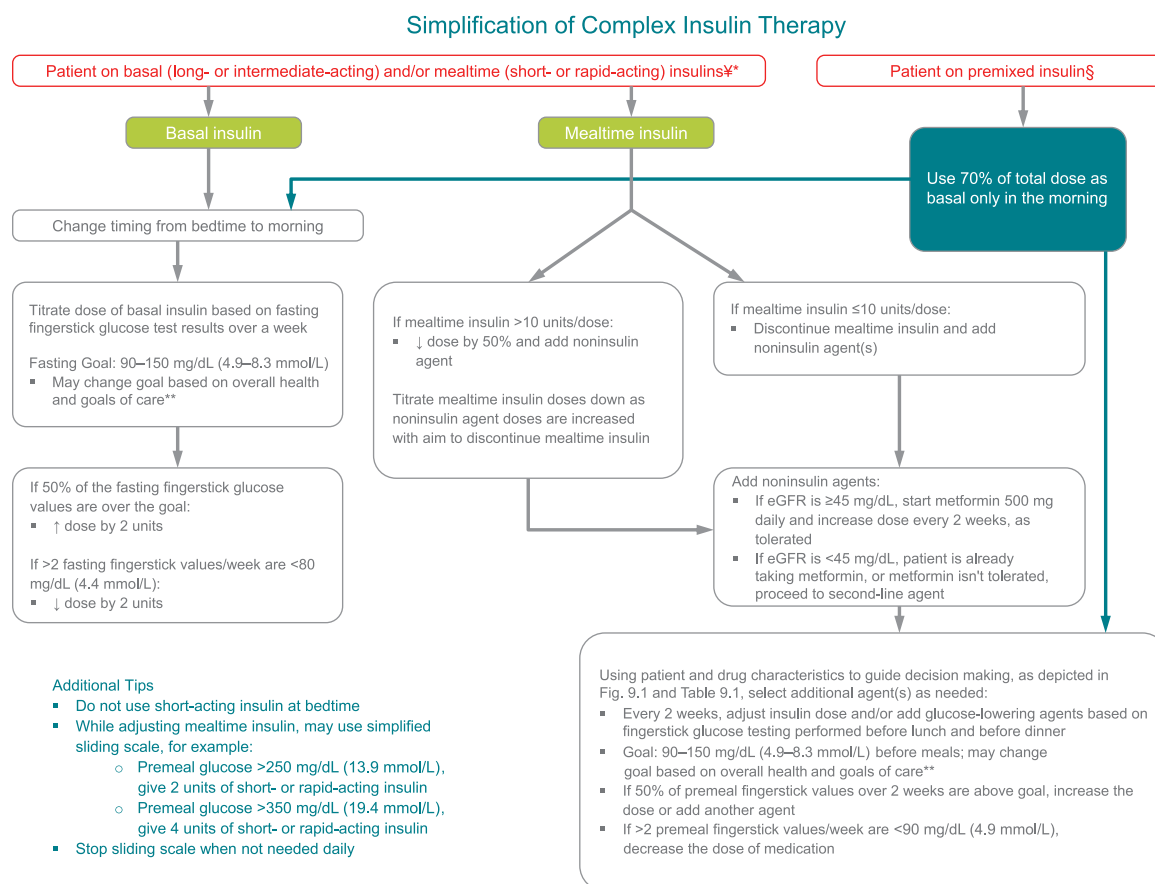 Simplification of Complex Insulin Therapy
Patient on basal (long- or intermediate-acting) and/or mealtime (short- or rapid-acting) insulins¥*
Patient on premixed insulin§
Basal insulin
Mealtime insulin
Use 70% of total dose as
basal only in the morning
Change timing from bedtime to morning
Titrate dose of basal insulin based on fasting
fingerstick glucose test results over a week
Fasting Goal: 90–150 mg/dL (4.9–8.3 mmol/L)
▪ May change goal based on overall health
and goals of care**
If 50% of the fasting fingerstick glucose
values are over the goal:
▪ ↑ dose by 2 units
If >2 fasting fingerstick values/week are <80
mg/dL (4.4 mmol/L):
▪ ↓ dose by 2 units
If mealtime insulin >10 units/dose:
▪ ↓ dose by 50% and add noninsulin
agent
Titrate mealtime insulin doses down as
noninsulin agent doses are increased
with aim to discontinue mealtime insulin
If mealtime insulin ≤10 units/dose:
▪ Discontinue mealtime insulin and add
noninsulin agent(s)
Add noninsulin agents:
▪ If eGFR is ≥45 mg/dL, start metformin 500 mg
daily and increase dose every 2 weeks, as
tolerated
▪ If eGFR is <45 mg/dL, patient is already
taking metformin, or metformin isn't tolerated,
proceed to second-line agent
Using patient and drug characteristics to guide decision making, as depicted in
Fig. 9.1 and Table 9.1, select additional agent(s) as needed:
▪ Every 2 weeks, adjust insulin dose and/or add glucose-lowering agents based on
fingerstick glucose testing performed before lunch and before dinner
▪ Goal: 90–150 mg/dL (4.9–8.3 mmol/L) before meals; may change
goal based on overall health and goals of care**
▪ If 50% of premeal fingerstick values over 2 weeks are above goal, increase the
dose or add another agent
▪ If >2 premeal fingerstick values/week are <90 mg/dL (4.9 mmol/L),
decrease the dose of medication
Additional Tips
▪ Do not use short-acting insulin at bedtime
▪ While adjusting mealtime insulin, may use simplified
sliding scale, for example:
○ Premeal glucose >250 mg/dL (13.9 mmol/L),
give 2 units of short- or rapid-acting insulin
○ Premeal glucose >350 mg/dL (19.4 mmol/L),
give 4 units of short- or rapid-acting insulin
▪ Stop sliding scale when not needed daily